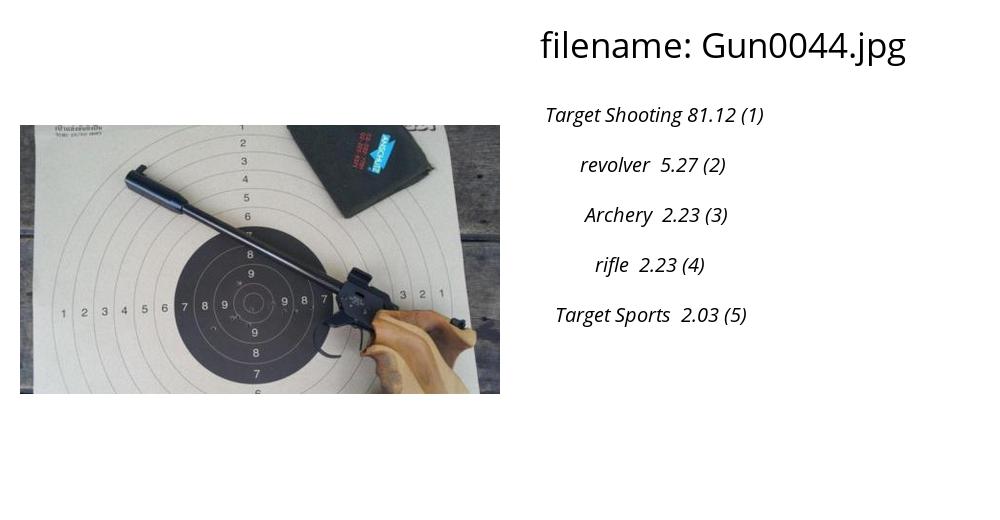 filename: Gun0044.jpg
Target Shooting 81.12 (1)
revolver 5.27 (2)
Archery 2.23 (3)
rifle 2.23 (4)
Target Sports 2.03 (5)
1
2
3
4
5
6
7
8
9
1 2 3 4 5 6 7 8 9 9 8 7 3 2 1
9
8
7
6
ANSCHÜTZ